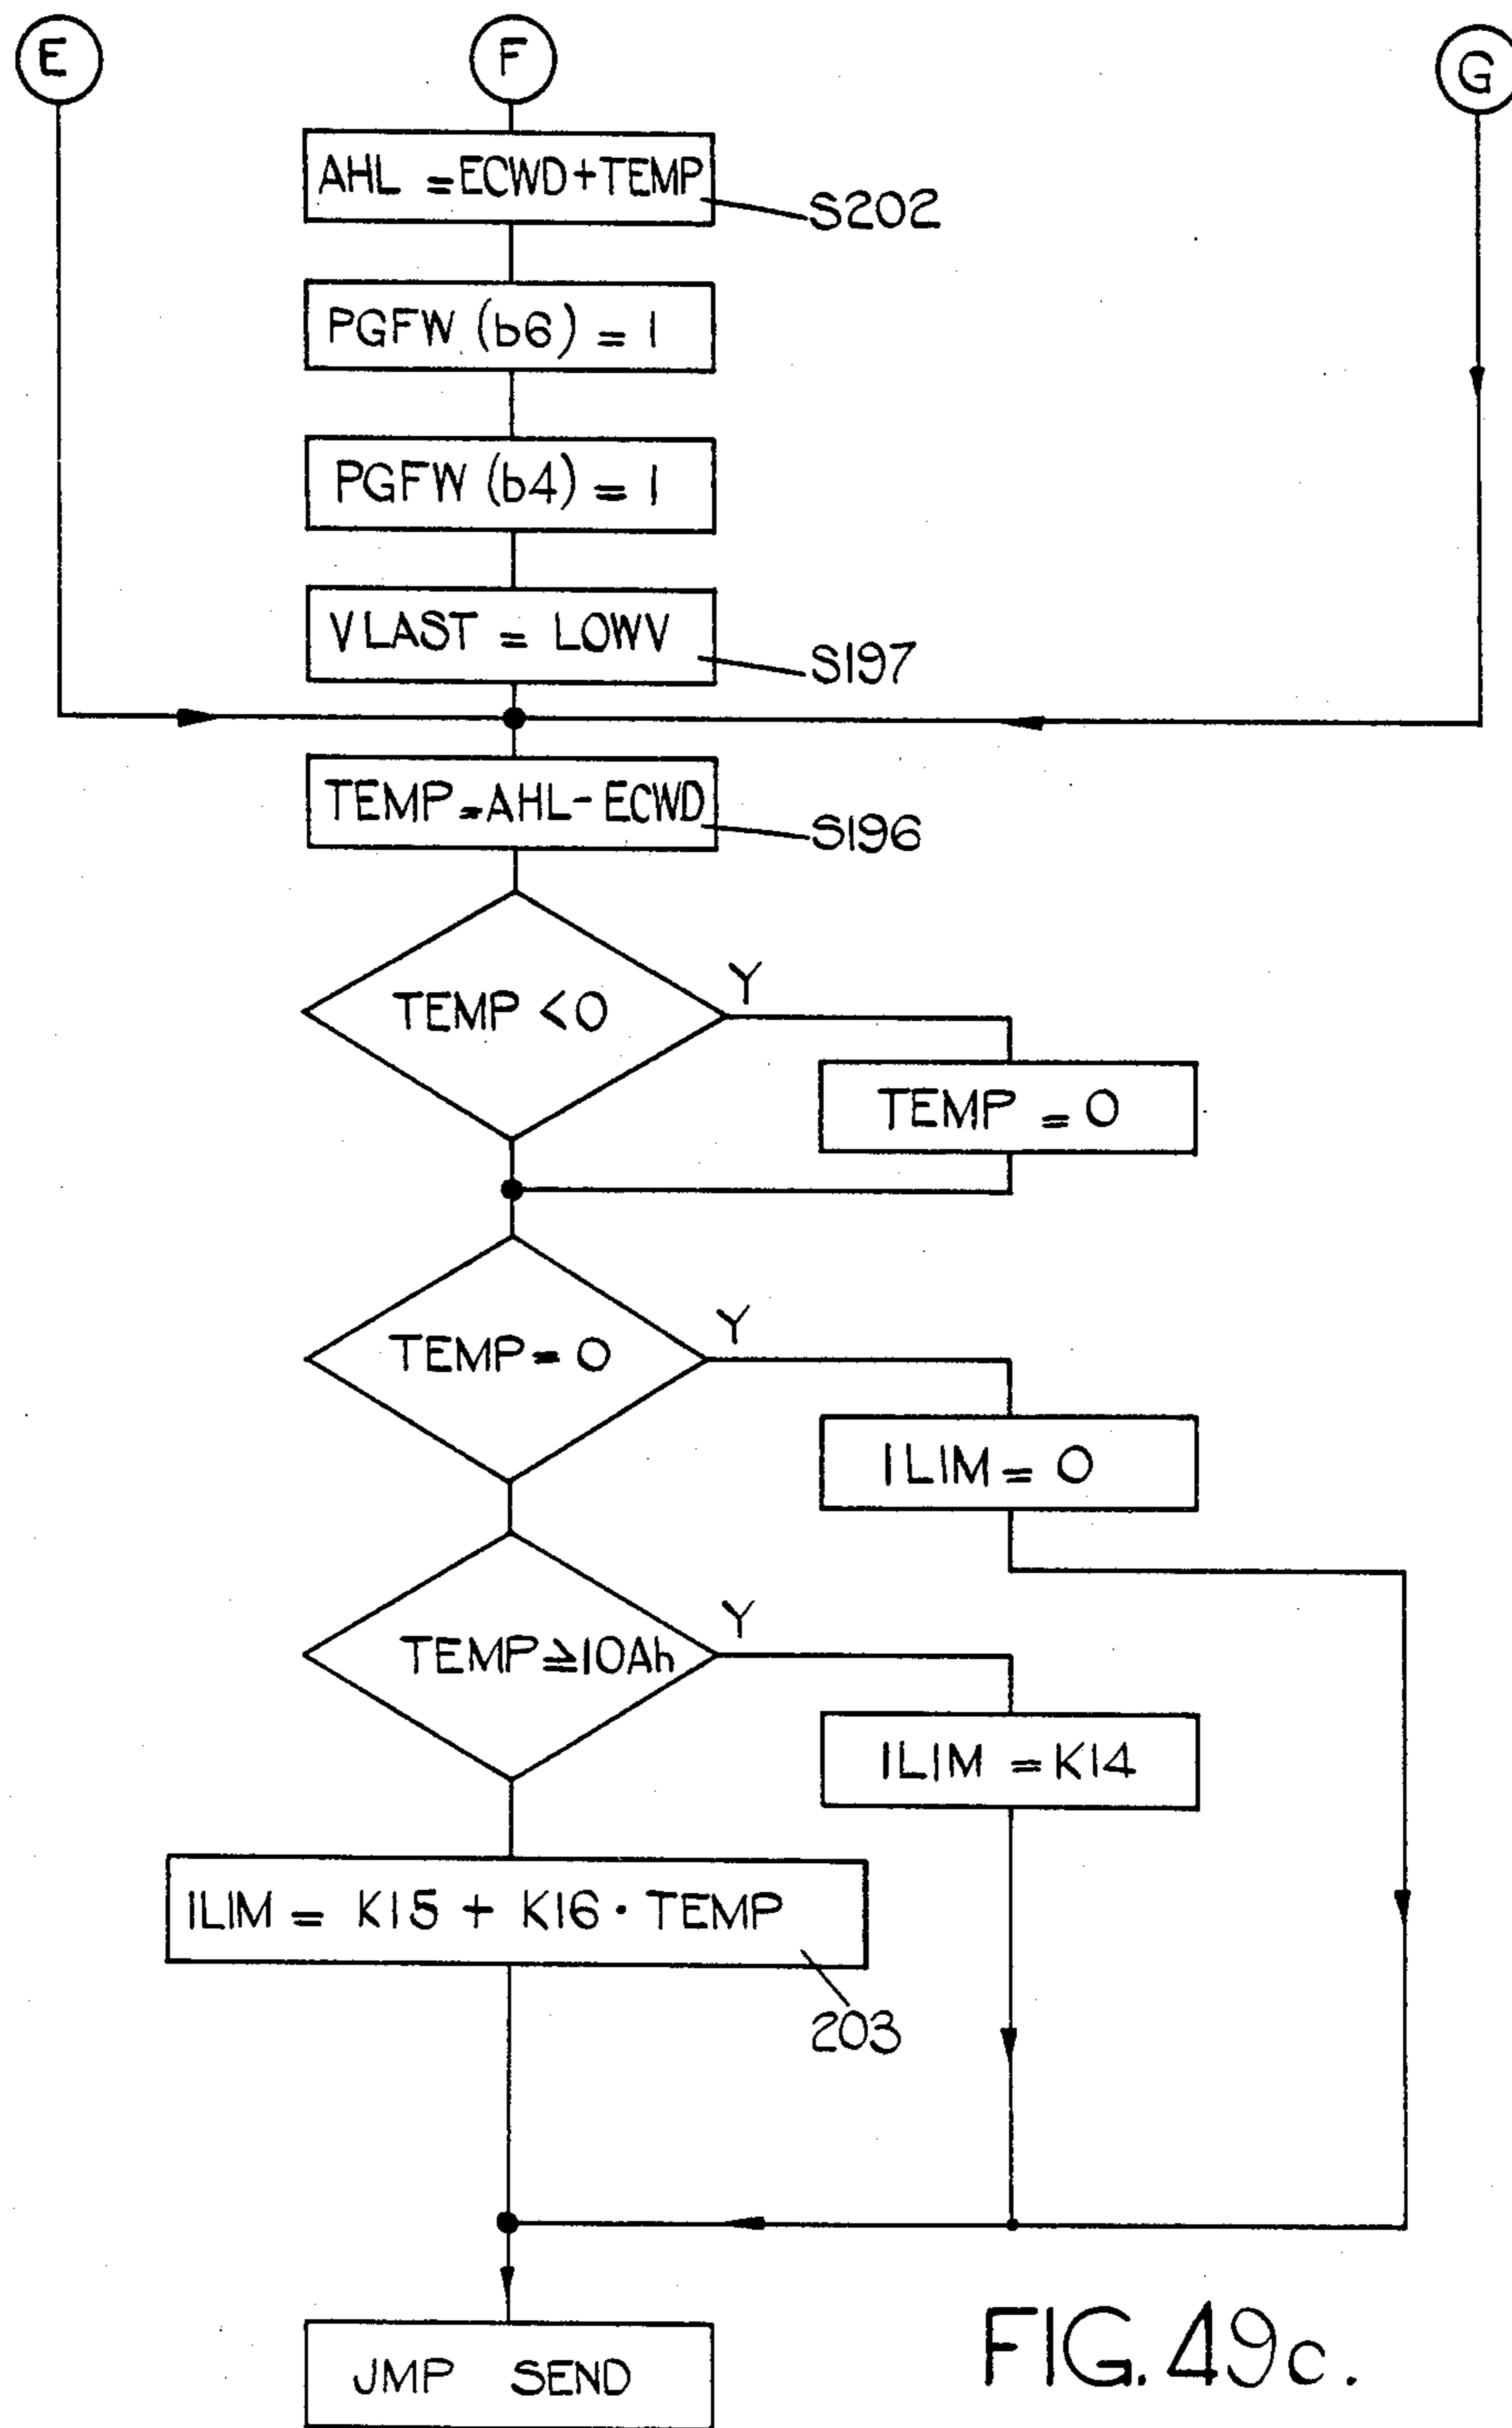 E
F
G
AHL = ECWD+TEMP
S202
PGFW (b6) = 1
PGFW (b4) = 1
VLAST = LOWV
S197
TEMP=AHL-ECWD
S196
TEMP <0
Y
TEMP = 0
TEMP= 0
Y
ILIM = 0
TEMP≧10Ah
Y
ILIM = K14
ILIM = K15 + K16 · TEMP
203
JMP SEND
FIG. 49c.